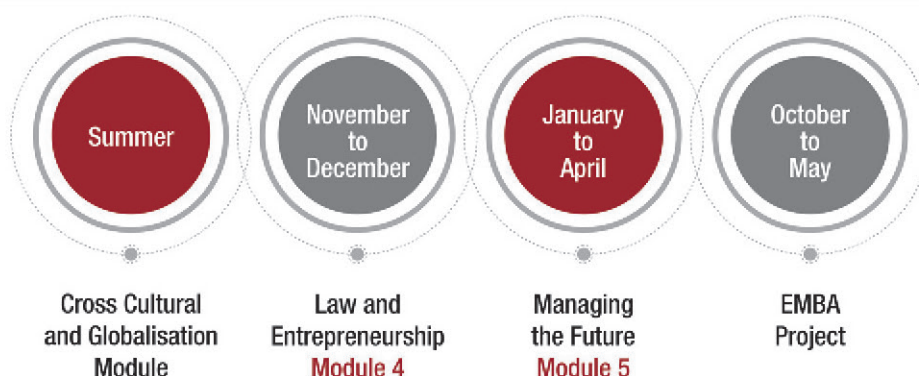 Summer
November
to
December
January
to
April
October
to
May
Cross Cultural
and Globalisation
Module
Law and
Entrepreneurship
Module 4
Managing
the Future
Module 5
EMBA
Project